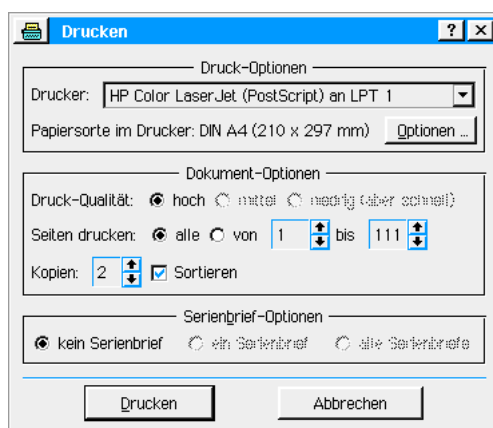 Drucken ? ×
Druck-Optionen
Drucker: HP Color LaserJet (PostScript) an LPT 1
Papiersorte im Drucker: DIN A4 (210 x 297 mm) Optionen ...
Dokument-Optionen
Druck-Qualität: hoch mittel niedrig (aber schnell)
Seiten drucken: alle von 1 bis 111
Kopien: 2 Sortieren
Serienbrief-Optionen
kein Serienbrief ein Serienbrief alle Serienbriefe
Drucken Abbrechen